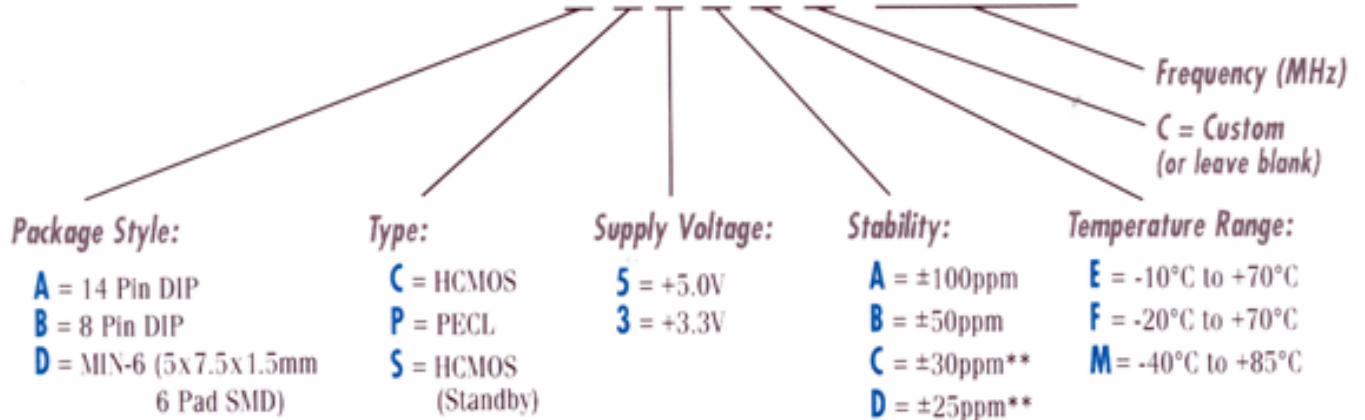 Frequency (MHz)
C = Custom
(or leave blank)
Package Style:
A = 14 Pin DIP
B = 8 Pin DIP
D = MIN-6 (5x7.5x1.5mm
6 Pad SMD)
Type:
C = HCMOS
P = PECL
S = HCMOS
(Standby)
Supply Voltage:
5 = +5.0V
3 = +3.3V
Stability:
A = ±100ppm
B = ±50ppm
C = ±30ppm**
D = ±25ppm**
Temperature Range:
E = -10°C to +70°C
F = -20°C to +70°C
M = -40°C to +85°C